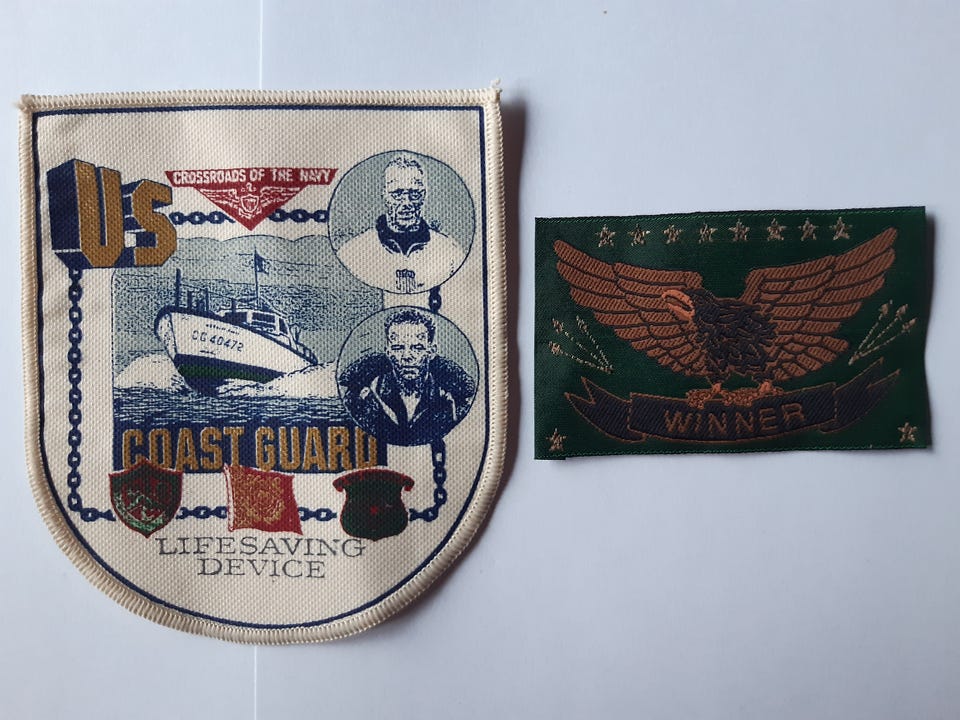 US
CROSSROADS OF THE NAVY
CG 40472
COAST GUARD
LIFESAVING
DEVICE
WINNER